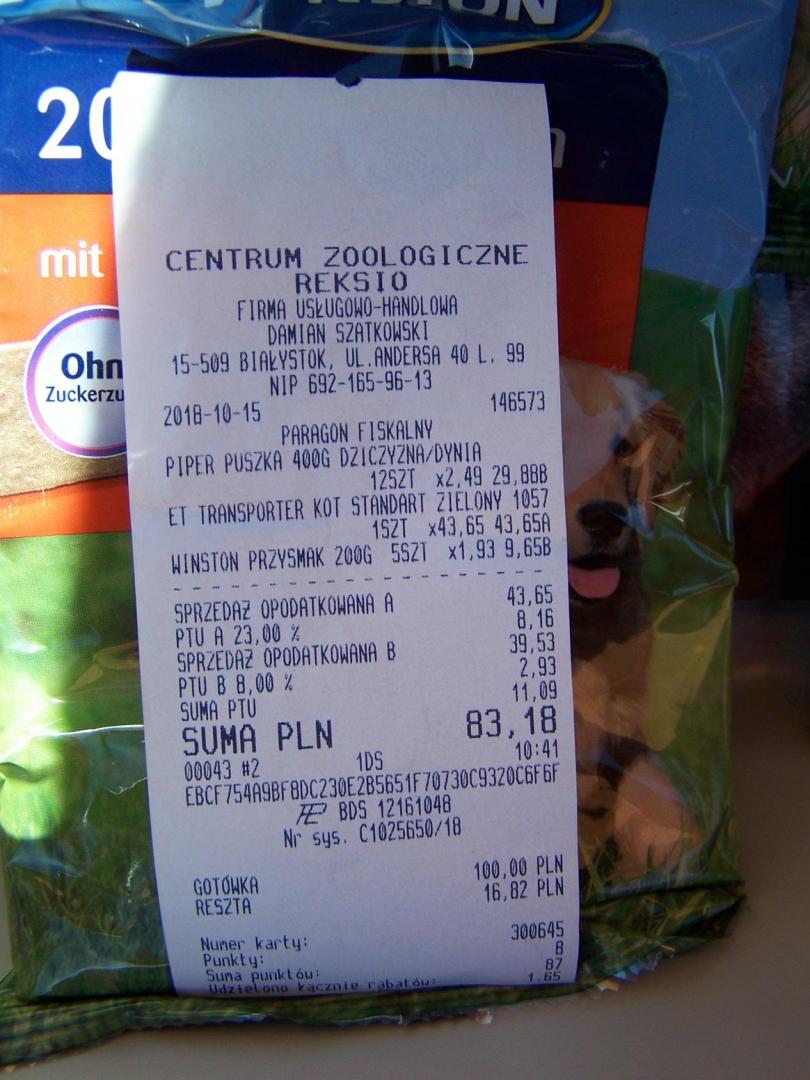 20
mit
Ohn
Zuckerzu
CENTRUM ZOOLOGICZNE
REKSIO
FIRMA USŁUGOWO-HANDLOWA
DAMIAN SZATKOWSKI
15-509 BIAŁYSTOK, UL.ANDERSA 40 L. 99
NIP 692-165-96-13
2018-10-15 146573
PARAGON FISKALNY
PIPER PUSZKA 400G DZICZYZNA/DYNIA
12SZT x2,49 29,88B
ET TRANSPORTER KOT STANDART ZIELONY 1057
1SZT x43,65 43,65A
WINSTON PRZYSMAK 200G 5SZT x1,93 9,65B
SPRZEDAŻ OPODATKOWANA A 43,65
PTU A 23,00 % 8,16
SPRZEDAŻ OPODATKOWANA B 39,53
PTU B 8,00 % 2,93
SUMA PTU 11,09
SUMA PLN 83,18
00043 #2 1DS 10:41
EBCF754A9BF8DC230E2B5651F70730C9320C6F6F
BDS 12161048
Nr sys. C1025650/18
GOTÓWKA 100,00 PLN
RESZTA 16,82 PLN
Numer karty: 300645
Punkty: 8
Suma punktów: 87
Udzielono łącznie rabatów: 1.65